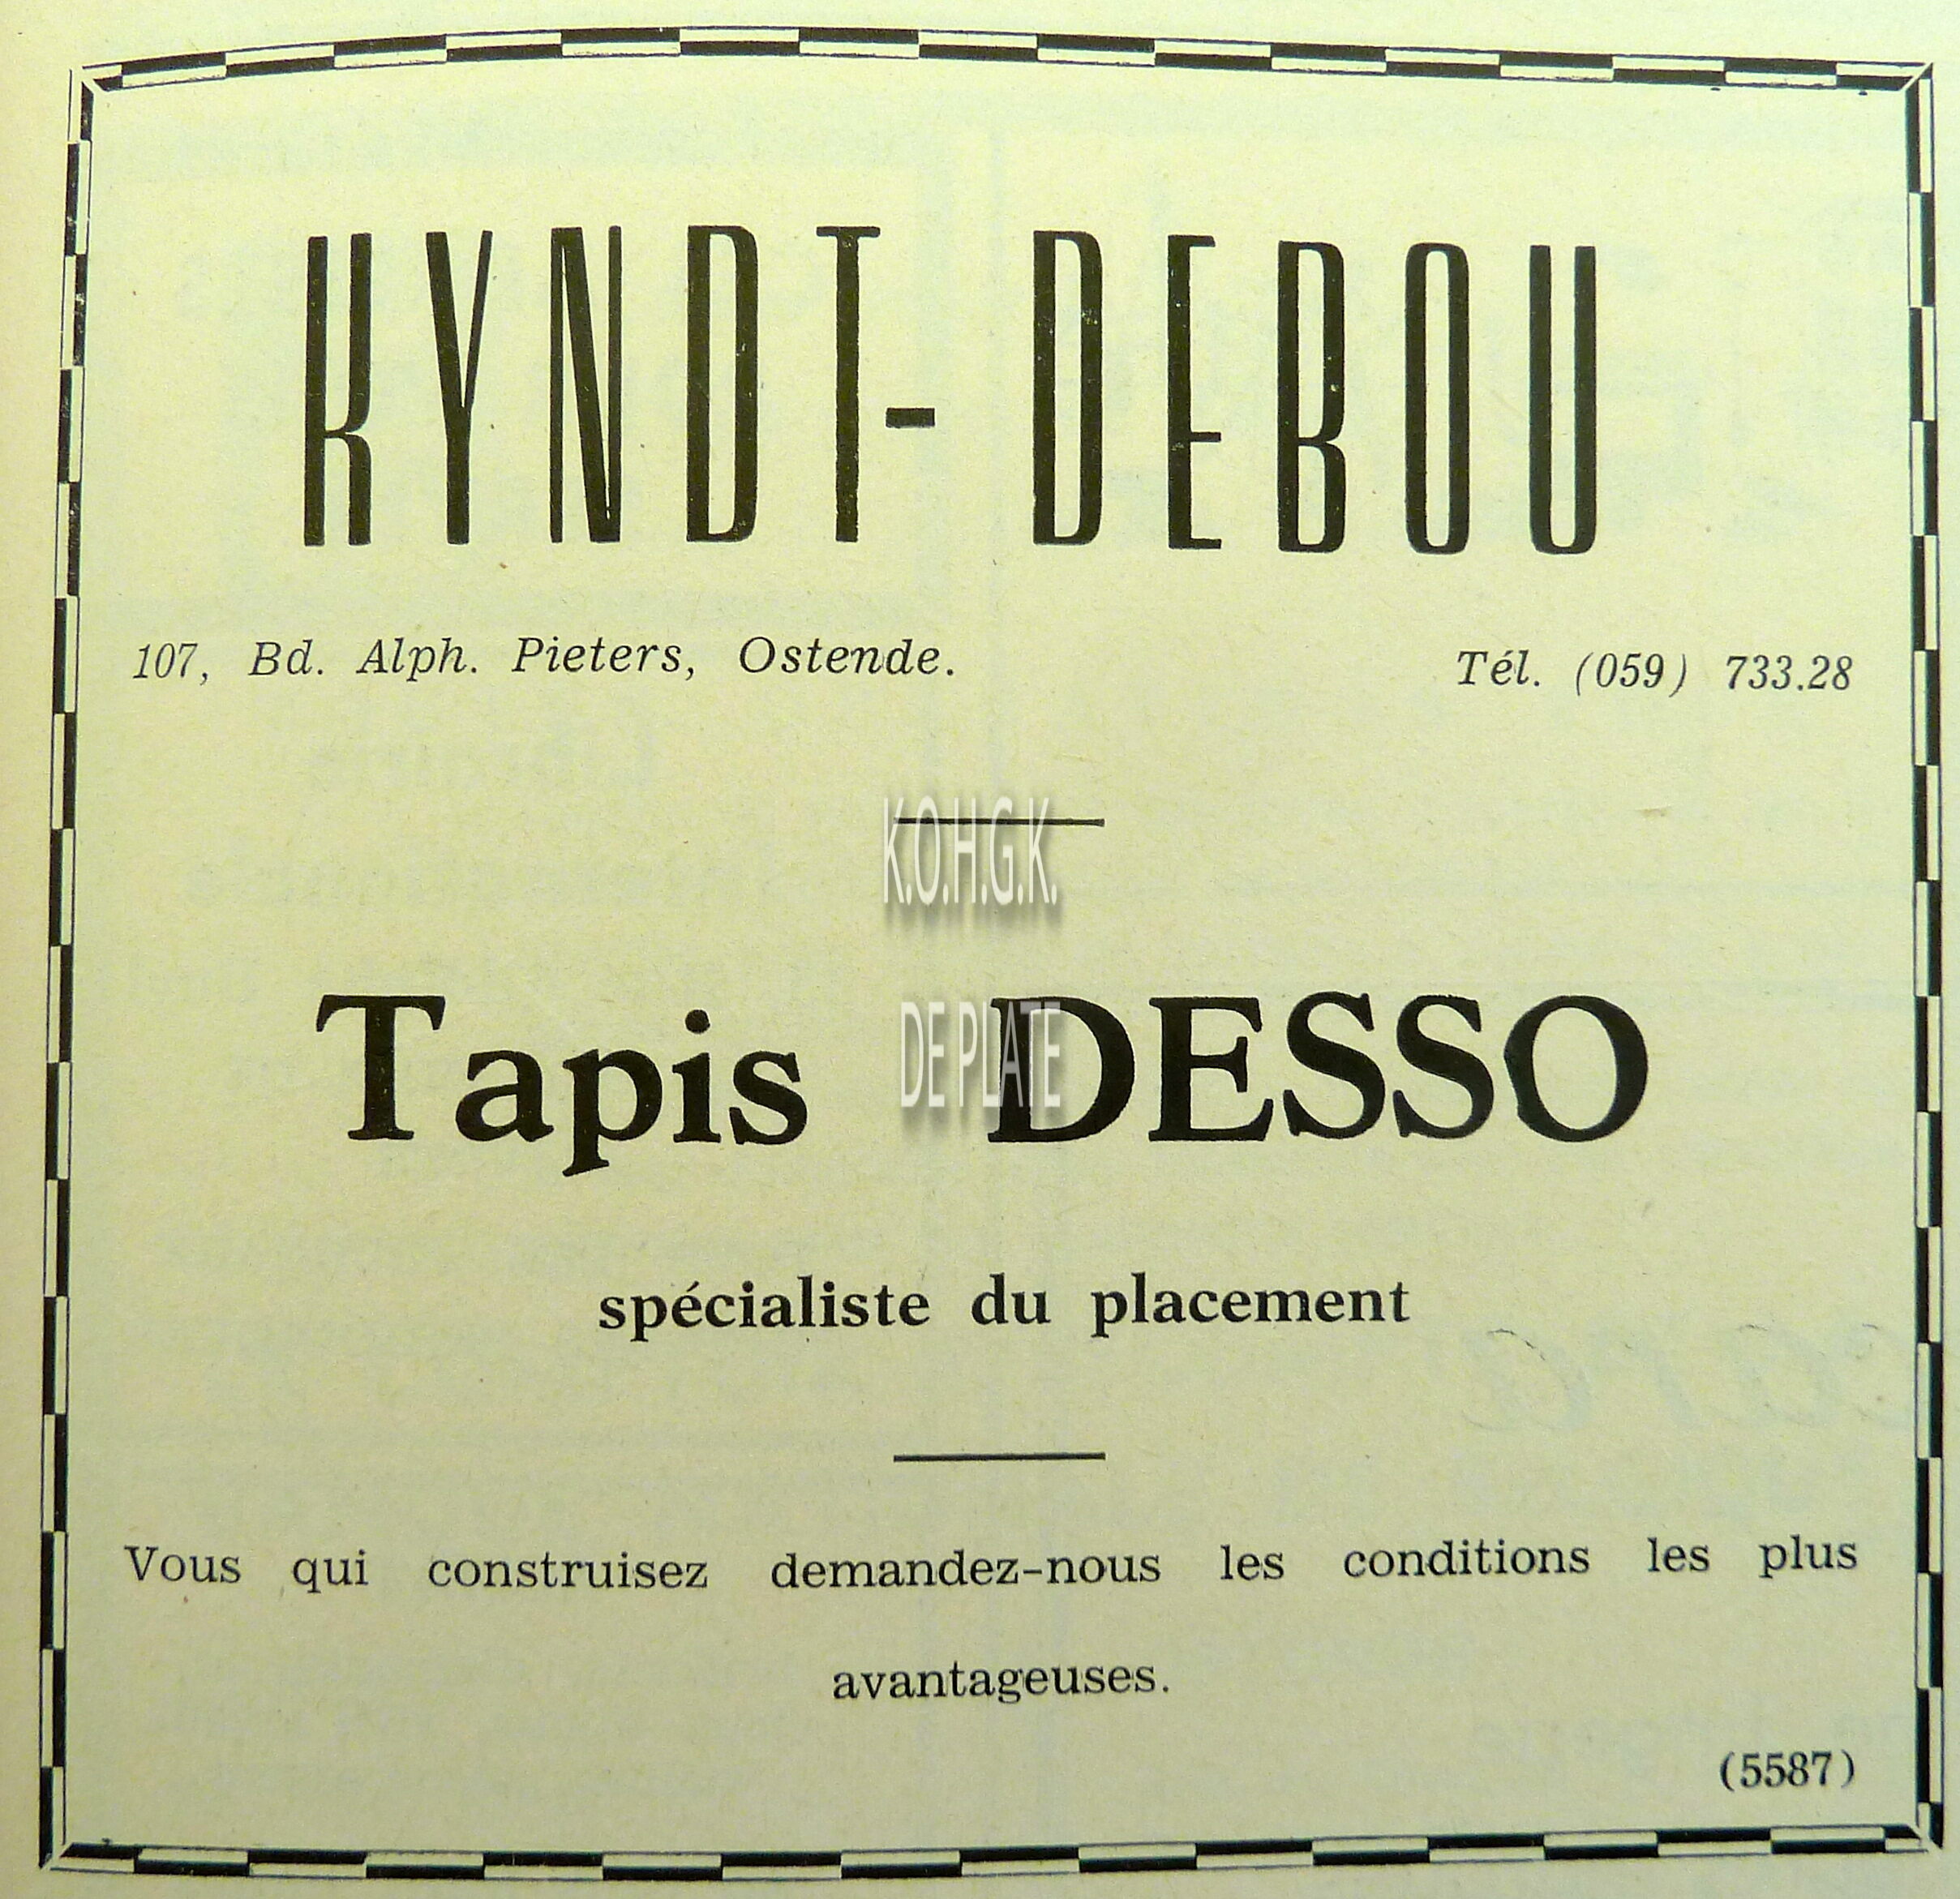 KYNDT- DEBOU
107, Bd. Alph. Pieters, Ostende. Tél. (059) 733.28
K.O.H.G.K.
Tapis DESSO
DE PLATE
spécialiste du placement
Vous qui construisez demandez-nous les conditions les plus
avantageuses.
(5587)